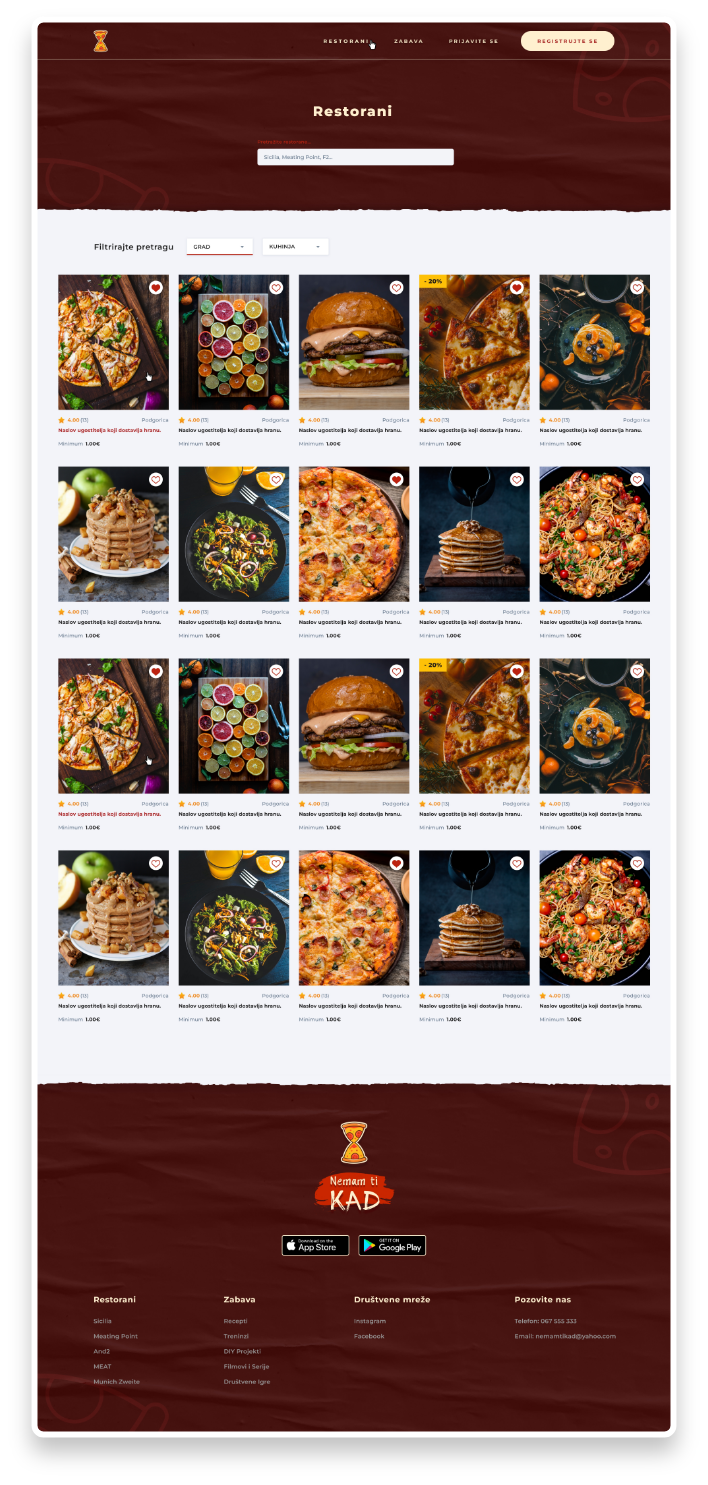 RESTORANI
ZABAVA
PRIJAVITE SE
REGISTRUJTE SE
Restorani
Pretražite restorane...
Sicilia, Meating Point, F2...
Filtrirajte pretragu
GRAD
KUHINJA
- 20%
4.00 (13) Podgorica
4.00 (13) Podgorica
4.00 (13) Podgorica
4.00 (13) Podgorica
4.00 (13) Podgorica
Naslov ugostitelja koji dostavlja hranu.
Naslov ugostitelja koji dostavlja hranu.
Naslov ugostitelja koji dostavlja hranu.
Naslov ugostitelja koji dostavlja hranu.
Naslov ugostitelja koji dostavlja hranu.
Minimum 1.00€
Minimum 1.00€
Minimum 1.00€
Minimum 1.00€
Minimum 1.00€
4.00 (13) Podgorica
4.00 (13) Podgorica
4.00 (13) Podgorica
4.00 (13) Podgorica
4.00 (13) Podgorica
Naslov ugostitelja koji dostavlja hranu.
Naslov ugostitelja koji dostavlja hranu.
Naslov ugostitelja koji dostavlja hranu.
Naslov ugostitelja koji dostavlja hranu.
Naslov ugostitelja koji dostavlja hranu.
Minimum 1.00€
Minimum 1.00€
Minimum 1.00€
Minimum 1.00€
Minimum 1.00€
- 20%
4.00 (13) Podgorica
4.00 (13) Podgorica
4.00 (13) Podgorica
4.00 (13) Podgorica
4.00 (13) Podgorica
Naslov ugostitelja koji dostavlja hranu.
Naslov ugostitelja koji dostavlja hranu.
Naslov ugostitelja koji dostavlja hranu.
Naslov ugostitelja koji dostavlja hranu.
Naslov ugostitelja koji dostavlja hranu.
Minimum 1.00€
Minimum 1.00€
Minimum 1.00€
Minimum 1.00€
Minimum 1.00€
4.00 (13) Podgorica
4.00 (13) Podgorica
4.00 (13) Podgorica
4.00 (13) Podgorica
4.00 (13) Podgorica
Naslov ugostitelja koji dostavlja hranu.
Naslov ugostitelja koji dostavlja hranu.
Naslov ugostitelja koji dostavlja hranu.
Naslov ugostitelja koji dostavlja hranu.
Naslov ugostitelja koji dostavlja hranu.
Minimum 1.00€
Minimum 1.00€
Minimum 1.00€
Minimum 1.00€
Minimum 1.00€
Nemam ti
KAD
Download on the
App Store
GET IT ON
Google Play
Restorani
Sicilia
Meating Point
And2
MEAT
Munich Zweite
Zabava
Recepti
Treninzi
DIY Projekti
Filmovi i Serije
Društvene Igre
Društvene mreže
Instagram
Facebook
Pozovite nas
Telefon: 067 555 333
Email: nemamtikad@yahoo.com